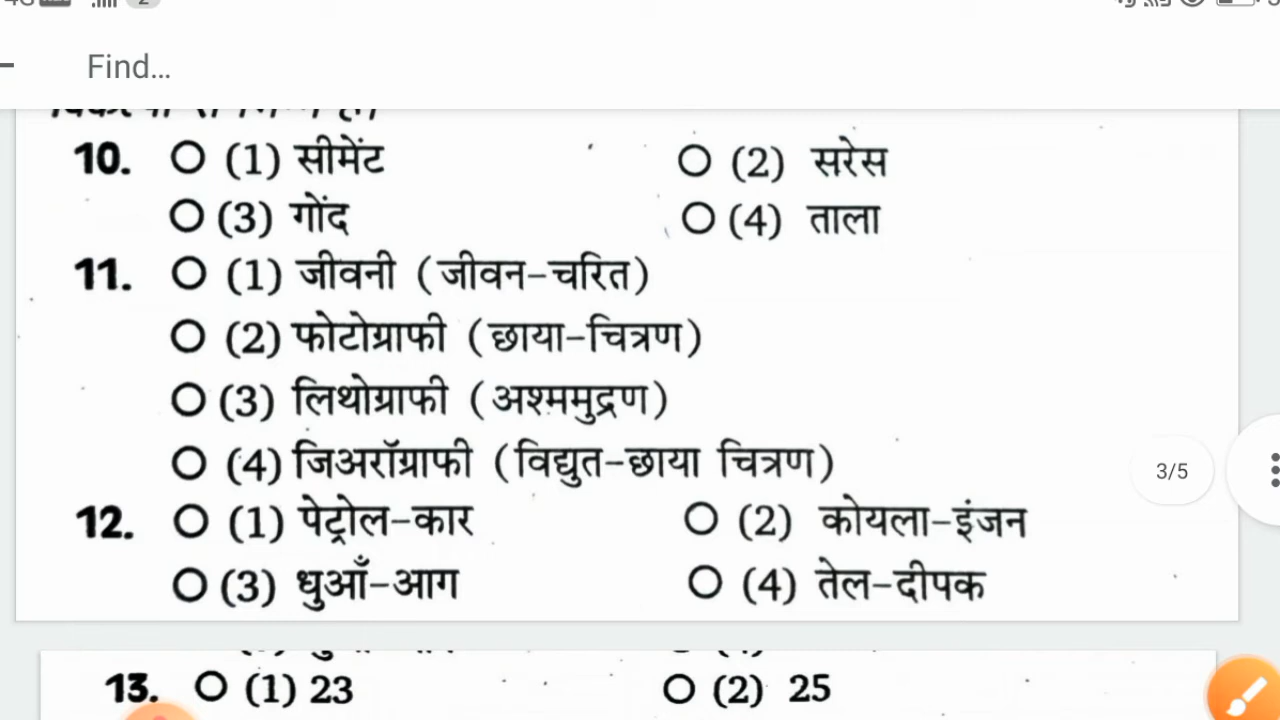 Find...
10. (1) सीमेंट (2) सरेस
(3) गोंद (4) ताला
11. (1) जीवनी (जीवन-चरित)
(2) फोटोग्राफी (छाया-चित्रण)
(3) लिथोग्राफी (अश्ममुद्रण)
(4) जिअरॉग्राफी (विद्युत-छाया चित्रण)
3/5
12. (1) पेट्रोल-कार (2) कोयला-इंजन
(3) धुआँ-आग (4) तेल-दीपक
13. (1) 23 (2) 25